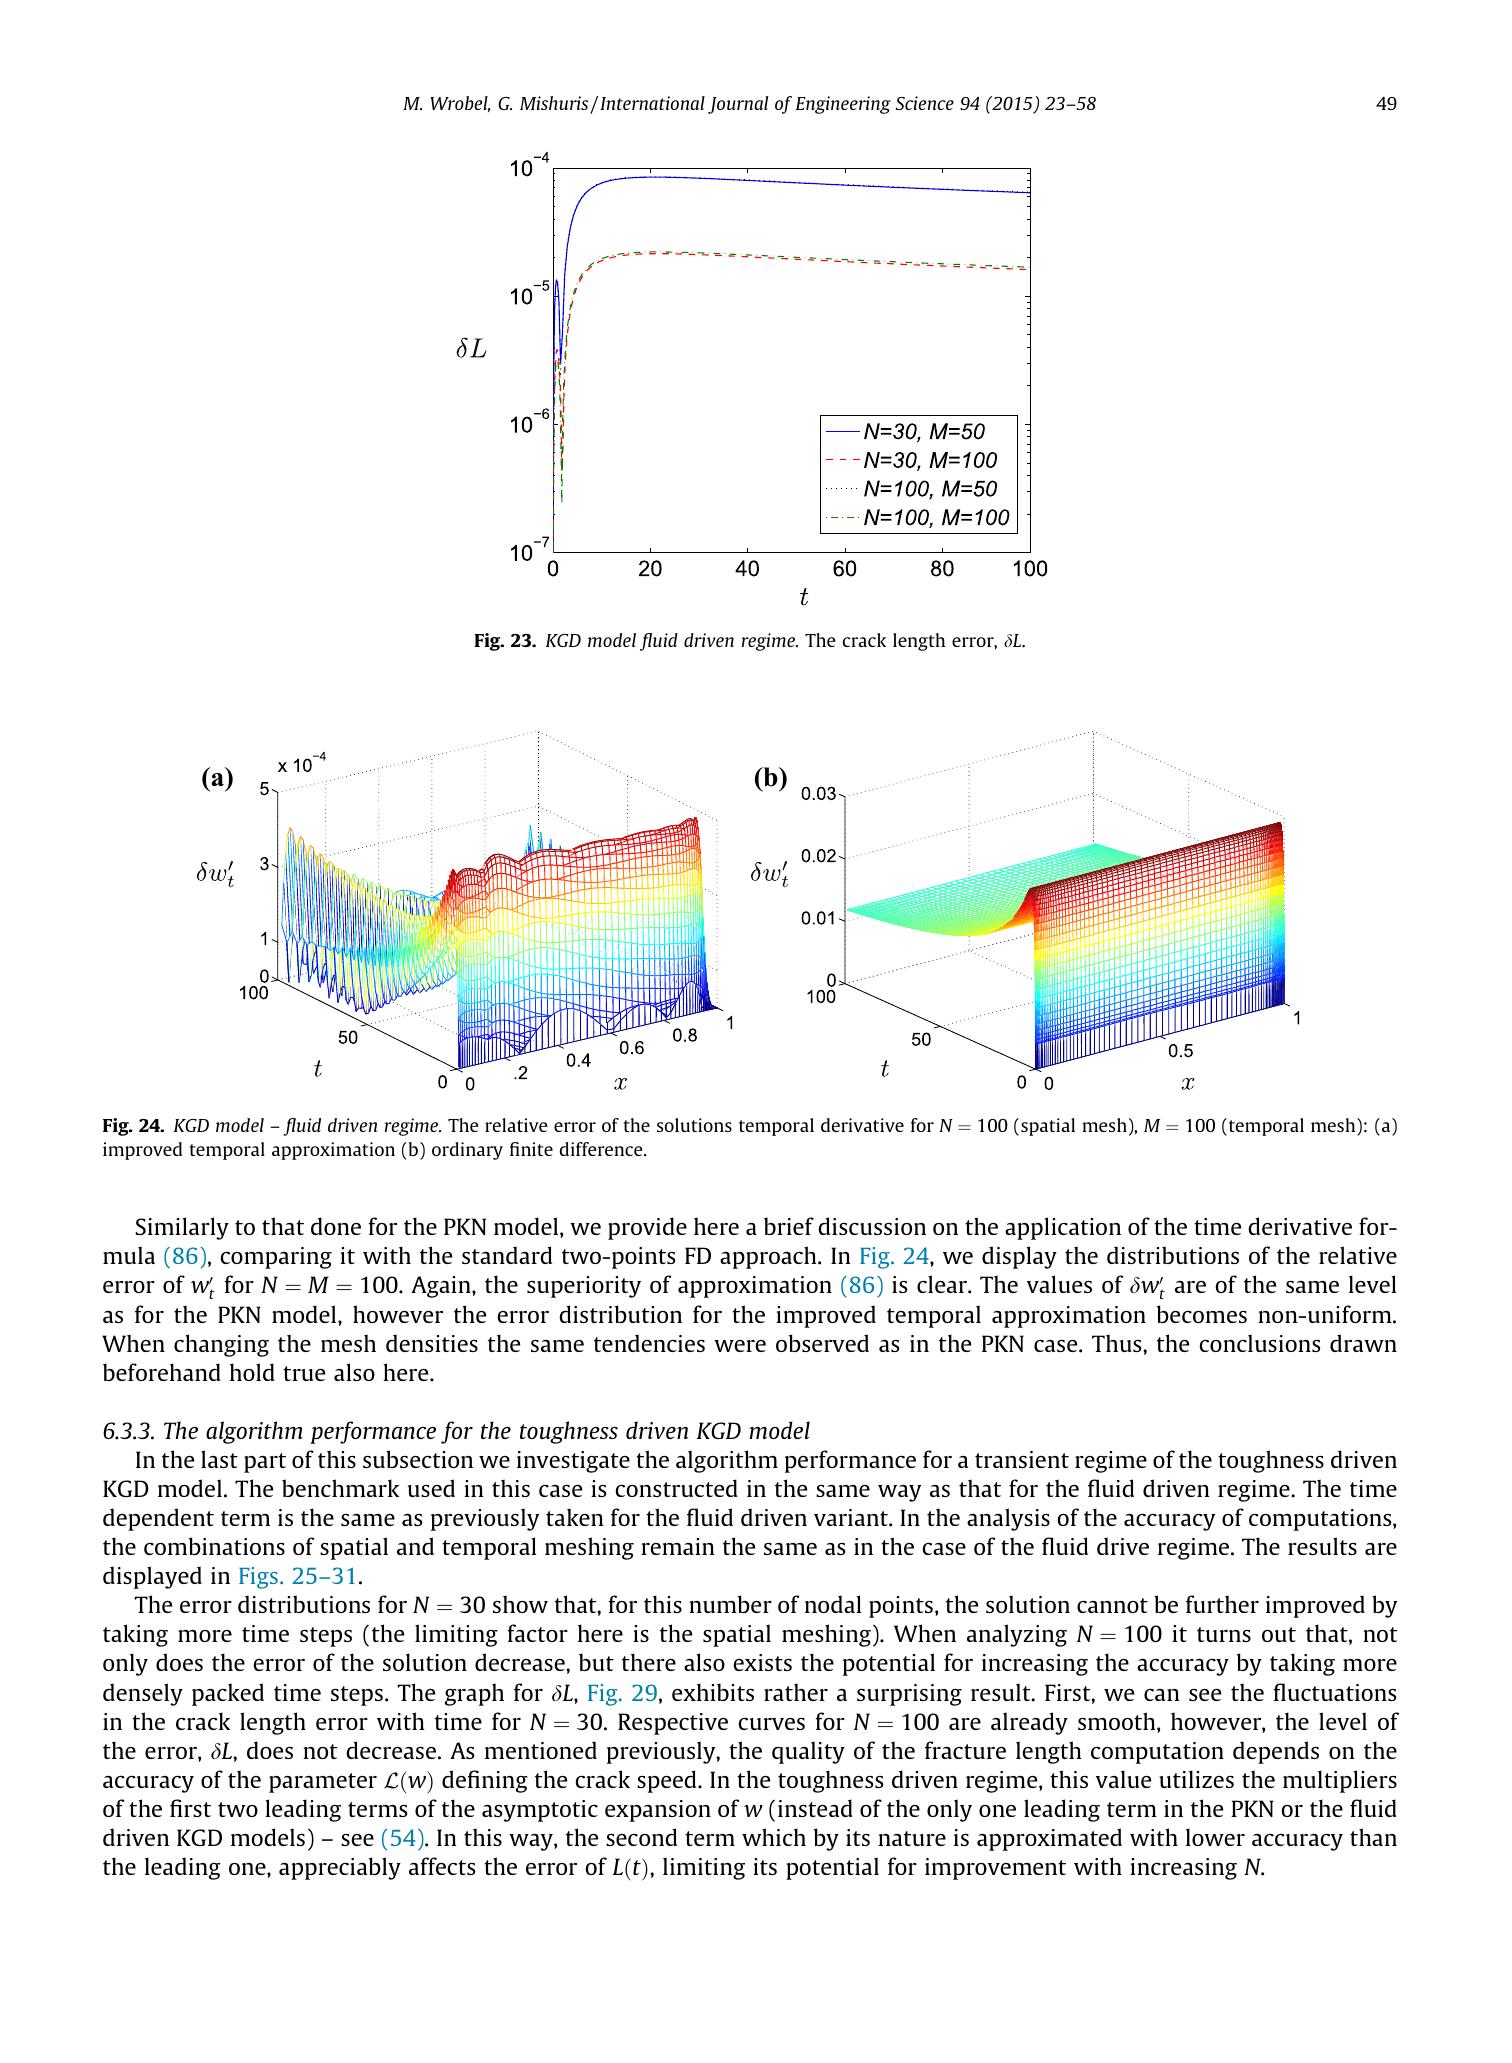 M. Wrobel, G. Mishuris / International Journal of Engineering Science 94 (2015) 23–58
49
10⁻⁴
10⁻⁵
δL
10⁻⁶
10⁻⁷
N=30, M=50
N=30, M=100
N=100, M=50
N=100, M=100
0 20 40 60 80 100
t
Fig. 23. KGD model fluid driven regime. The crack length error, δL.
(a)
x 10⁻⁴
5
3
1
0
δw′ₜ
100
50
0
t
0
.2
0.4
0.6
0.8
1
x
(b)
0.03
0.02
0.01
0
δw′ₜ
100
50
0
t
0
0.5
1
x
Fig. 24. KGD model – fluid driven regime. The relative error of the solutions temporal derivative for N = 100 (spatial mesh), M = 100 (temporal mesh): (a)
improved temporal approximation (b) ordinary finite difference.
Similarly to that done for the PKN model, we provide here a brief discussion on the application of the time derivative for-
mula (86), comparing it with the standard two-points FD approach. In Fig. 24, we display the distributions of the relative
error of w′ₜ for N = M = 100. Again, the superiority of approximation (86) is clear. The values of δw′ₜ are of the same level
as for the PKN model, however the error distribution for the improved temporal approximation becomes non-uniform.
When changing the mesh densities the same tendencies were observed as in the PKN case. Thus, the conclusions drawn
beforehand hold true also here.
6.3.3. The algorithm performance for the toughness driven KGD model
In the last part of this subsection we investigate the algorithm performance for a transient regime of the toughness driven
KGD model. The benchmark used in this case is constructed in the same way as that for the fluid driven regime. The time
dependent term is the same as previously taken for the fluid driven variant. In the analysis of the accuracy of computations,
the combinations of spatial and temporal meshing remain the same as in the case of the fluid drive regime. The results are
displayed in Figs. 25–31.
The error distributions for N = 30 show that, for this number of nodal points, the solution cannot be further improved by
taking more time steps (the limiting factor here is the spatial meshing). When analyzing N = 100 it turns out that, not
only does the error of the solution decrease, but there also exists the potential for increasing the accuracy by taking more
densely packed time steps. The graph for δL, Fig. 29, exhibits rather a surprising result. First, we can see the fluctuations
in the crack length error with time for N = 30. Respective curves for N = 100 are already smooth, however, the level of
the error, δL, does not decrease. As mentioned previously, the quality of the fracture length computation depends on the
accuracy of the parameter ℒ(w) defining the crack speed. In the toughness driven regime, this value utilizes the multipliers
of the first two leading terms of the asymptotic expansion of w (instead of the only one leading term in the PKN or the fluid
driven KGD models) – see (54). In this way, the second term which by its nature is approximated with lower accuracy than
the leading one, appreciably affects the error of L(t), limiting its potential for improvement with increasing N.